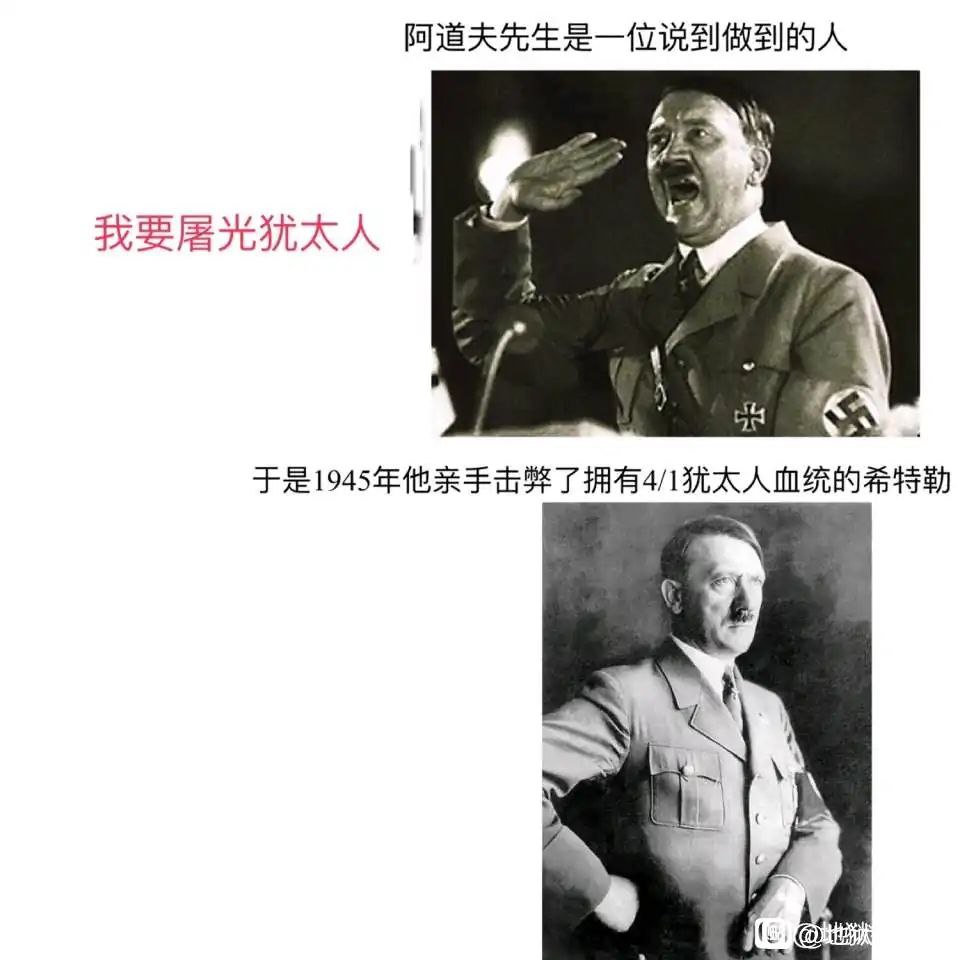 阿道夫先生是一位说到做到的人
我要屠光犹太人
于是1945年他亲手击弊了拥有4/1犹太人血统的希特勒
@地狱